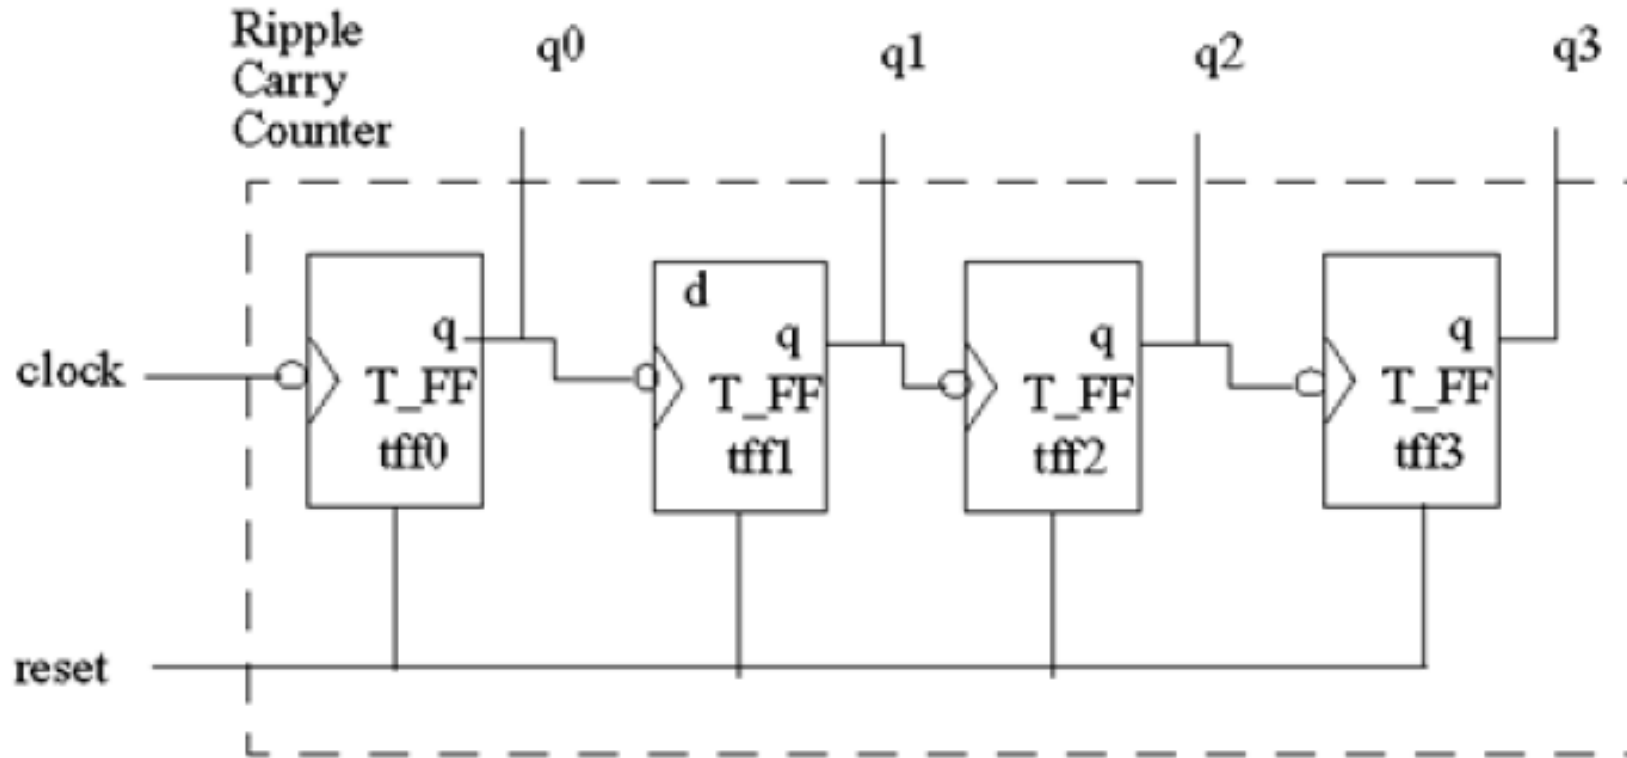 Ripple
Carry
Counter
q0
q1
q2
q3
clock
q
T_FF
tff0
d
q
T_FF
tff1
q
T_FF
tff2
q
T_FF
tff3
reset